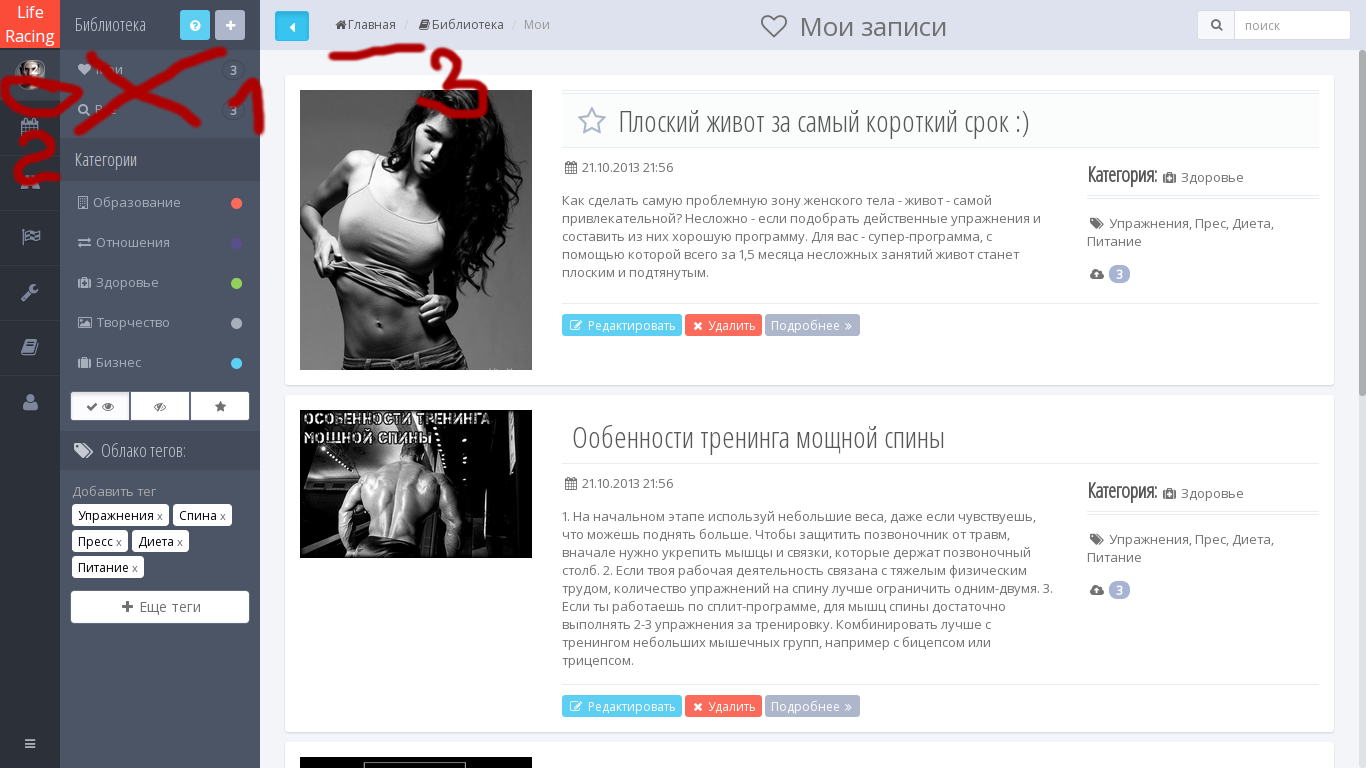 Life
Racing
Библиотека
Мои 3
Все 3
1
2
Категории
Образование
Отношения
Здоровье
Творчество
Бизнес
Облако тегов:
Добавить тег
Упражнения x Спина x
Пресс x Диета x
Питание x
Еще теги
Главная / Библиотека / Мои
Мои записи
поиск
Плоский живот за самый короткий срок :)
21.10.2013 21:56
Как сделать самую проблемную зону женского тела - живот - самой
привлекательной? Несложно - если подобрать действенные упражнения и
составить из них хорошую программу. Для вас - супер-программа, с
помощью которой всего за 1,5 месяца несложных занятий живот станет
плоским и подтянутым.
Категория: Здоровье
Упражнения, Прес, Диета,
Питание
3
Редактировать Удалить Подробнее »
ОСОБЕННОСТИ ТРЕНИНГА
МОЩНОЙ СПИНЫ
Ообенности тренинга мощной спины
21.10.2013 21:56
1. На начальном этапе используй небольшие веса, даже если чувствуешь,
что можешь поднять больше. Чтобы защитить позвоночник от травм,
вначале нужно укрепить мышцы и связки, которые держат позвоночный
столб. 2. Если твоя рабочая деятельность связана с тяжелым физическим
трудом, количество упражнений на спину лучше ограничить одним-двумя. 3.
Если ты работаешь по сплит-программе, для мышц спины достаточно
выполнять 2-3 упражнения за тренировку. Комбинировать лучше с
тренингом небольших мышечных групп, например с бицепсом или
трицепсом.
Категория: Здоровье
Упражнения, Прес, Диета,
Питание
3
Редактировать Удалить Подробнее »